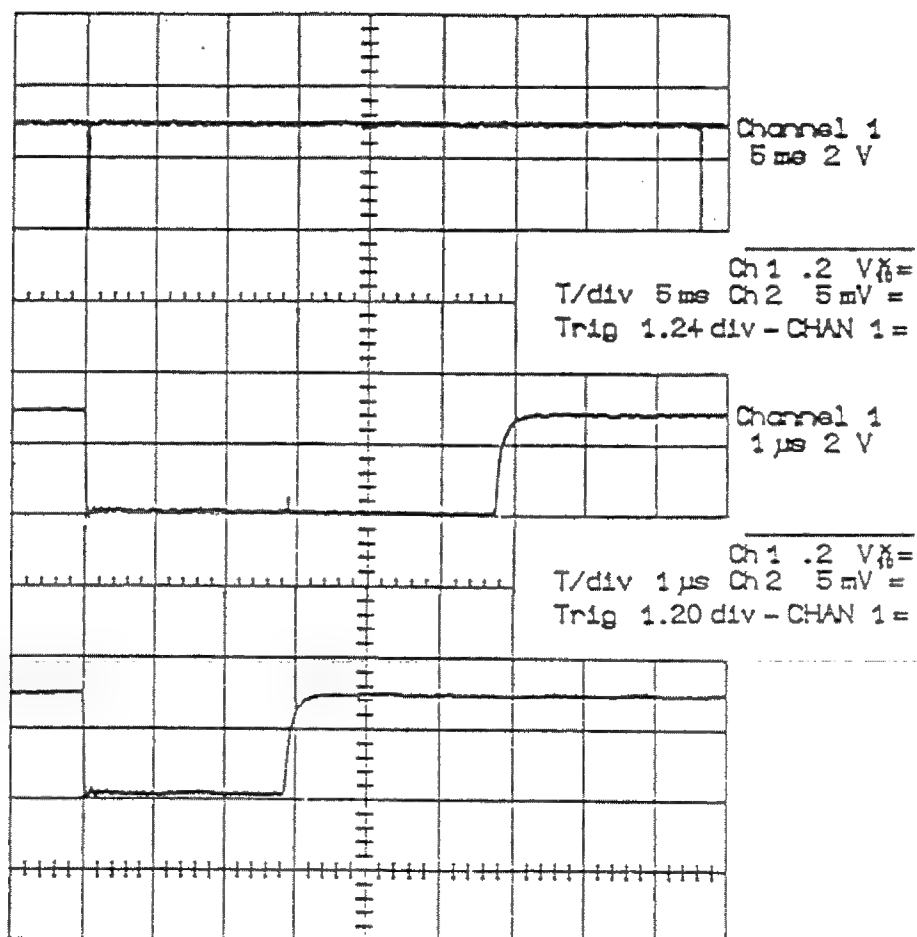 Channel 1
5 ms 2 V
Ch 1 .2 V X/10 =
T/div 5 ms Ch 2 5 mV =
Trig 1.24 div - CHAN 1 =
Channel 1
1 µs 2 V
Ch 1 .2 V X/10 =
T/div 1 µs Ch 2 5 mV =
Trig 1.20 div - CHAN 1 =